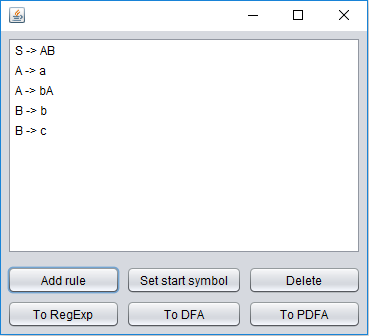 S -> AB
A -> a
A -> bA
B -> b
B -> c
Add rule
Set start symbol
Delete
To RegExp
To DFA
To PDFA